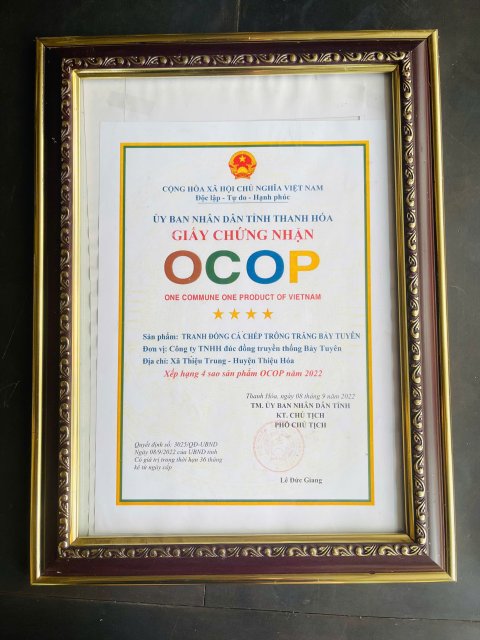 CỘNG HÒA XÃ HỘI CHỦ NGHĨA VIỆT NAM
Độc lập - Tự do - Hạnh phúc
ỦY BAN NHÂN DÂN TỈNH THANH HÓA
GIẤY CHỨNG NHẬN
OCOP
ONE COMMUNE ONE PRODUCT OF VIETNAM
Sản phẩm: TRANH ĐỒNG CÁ CHÉP TRÔNG TRĂNG BẢY TUYÊN
Đơn vị: Công ty TNHH đúc đồng truyền thống Bảy Tuyên
Địa chỉ: Xã Thiệu Trung - Huyện Thiệu Hóa
Xếp hạng 4 sao sản phẩm OCOP năm 2022
Thanh Hóa, ngày 08 tháng 9 năm 2022
TM. ỦY BAN NHÂN DÂN TỈNH
KT. CHỦ TỊCH
PHÓ CHỦ TỊCH
Quyết định số: 3025/QĐ-UBND
Ngày 08/9/2022 của UBND tỉnh
Có giá trị trong thời hạn 36 tháng
kể từ ngày cấp
Lê Đức Giang